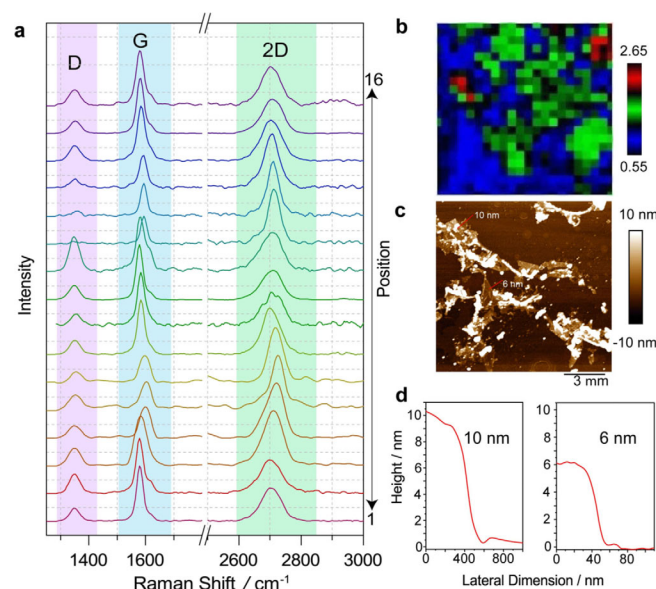 a
D
G
2D
16
1
Intensity
Position
1400
1600
2600
2800
3000
Raman Shift / cm-1
b
2.65
0.55
c
10 nm
6 nm
10 nm
-10 nm
3 mm
d
10
8
6
4
2
0
10 nm
Height / nm
0
400
800
10
8
6
4
2
0
6 nm
0
40
80
Lateral Dimension / nm